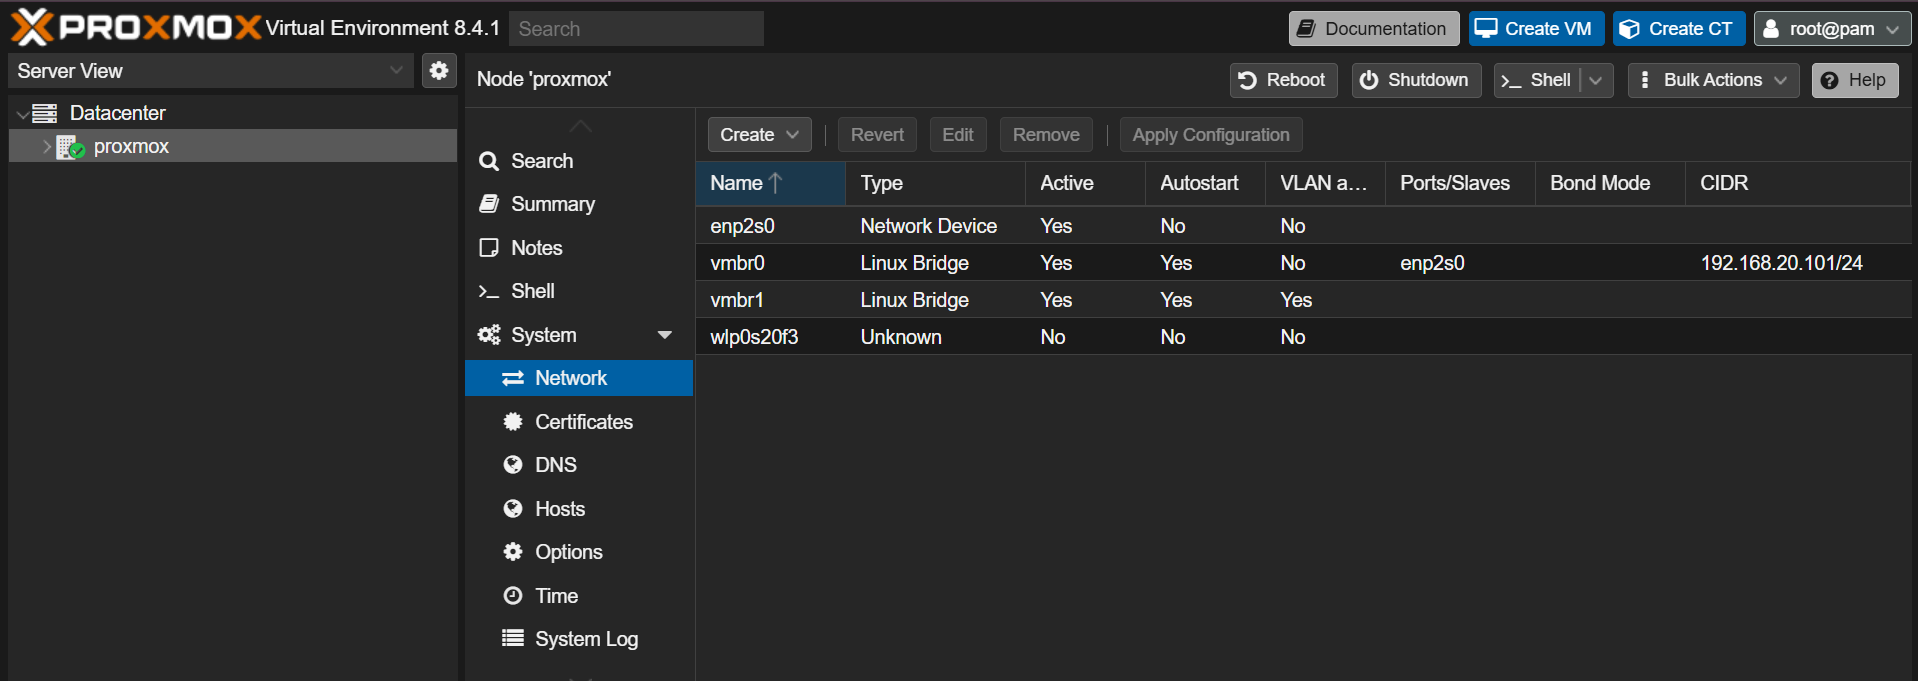 PROXMOX Virtual Environment 8.4.1 Search Documentation Create VM Create CT root@pam
Server View
Datacenter
proxmox
Node 'proxmox' Reboot Shutdown >_ Shell Bulk Actions Help
Search
Summary
Notes
>_ Shell
System
Network
Certificates
DNS
Hosts
Options
Time
System Log
Create Revert Edit Remove Apply Configuration
Name Type Active Autostart VLAN a... Ports/Slaves Bond Mode CIDR
enp2s0 Network Device Yes No No
vmbr0 Linux Bridge Yes Yes No enp2s0 192.168.20.101/24
vmbr1 Linux Bridge Yes Yes Yes
wlp0s20f3 Unknown No No No